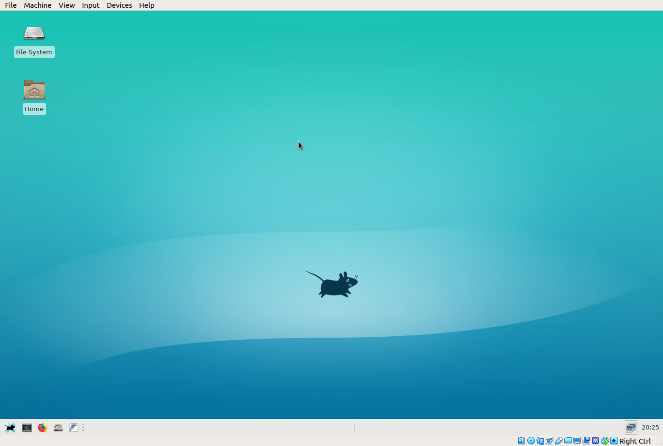 File Machine View Input Devices Help
File System
Home
20:25
Right Ctrl